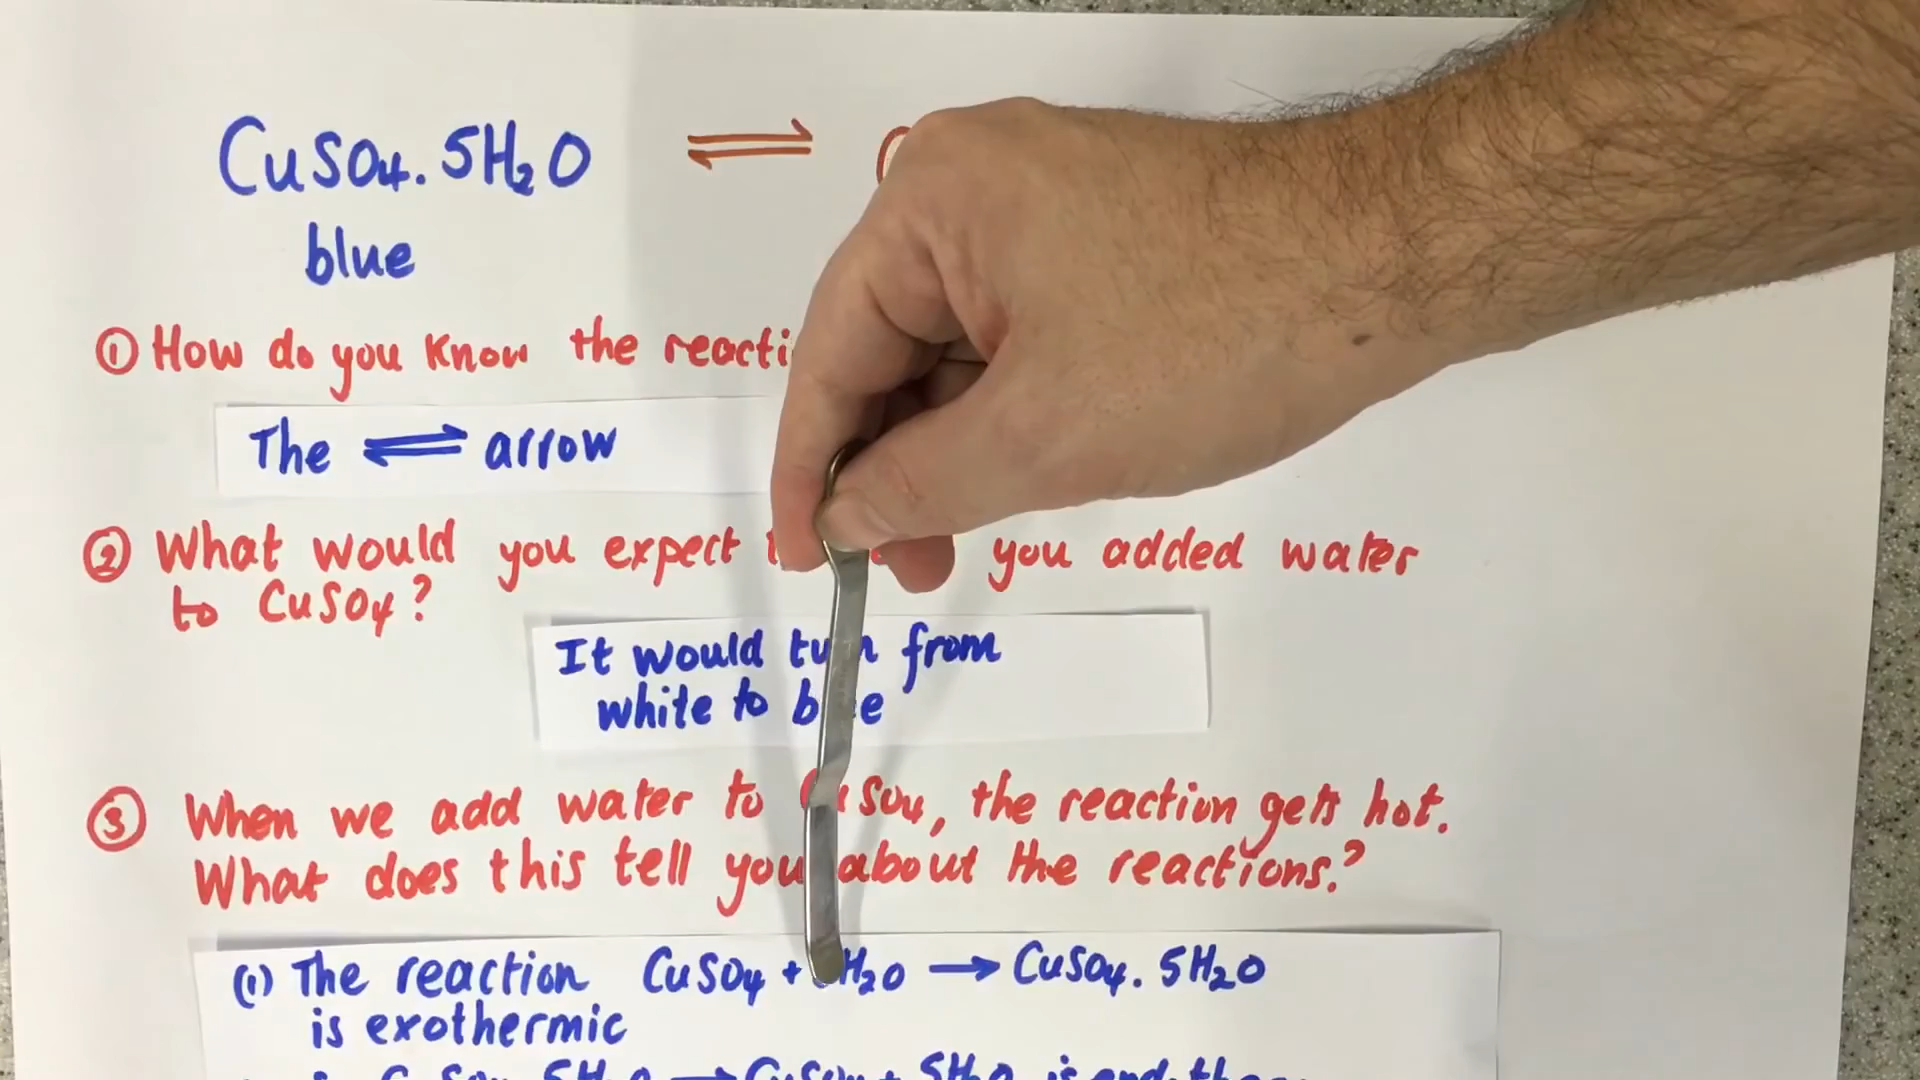 CuSO4.5H2O ⇌
blue
① How do you know the
The ⇌ arrow
② What would you expect you added water
to CuSO4?
It would from
white to
③ When we add water to the reaction gets hot.
What does this tell you about the reactions?
(1) The reaction CuSO4 + H2O → CuSO4.5H2O
is exothermic